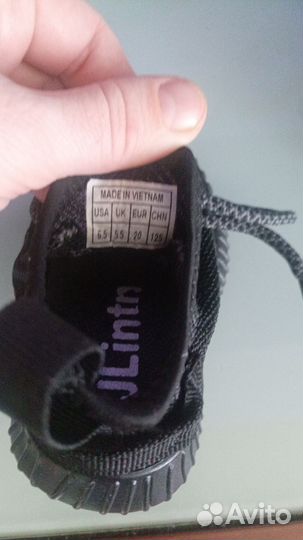 MADE IN VIETNAM
USA UK EUR CHN
6.5 5.5 20 125
JLintn
Avito